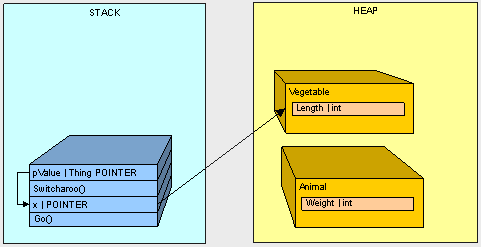 STACK
pValue | Thing POINTER
Switcharoo()
x | POINTER
Go()
HEAP
Vegetable
Length | int
Animal
Weight | int